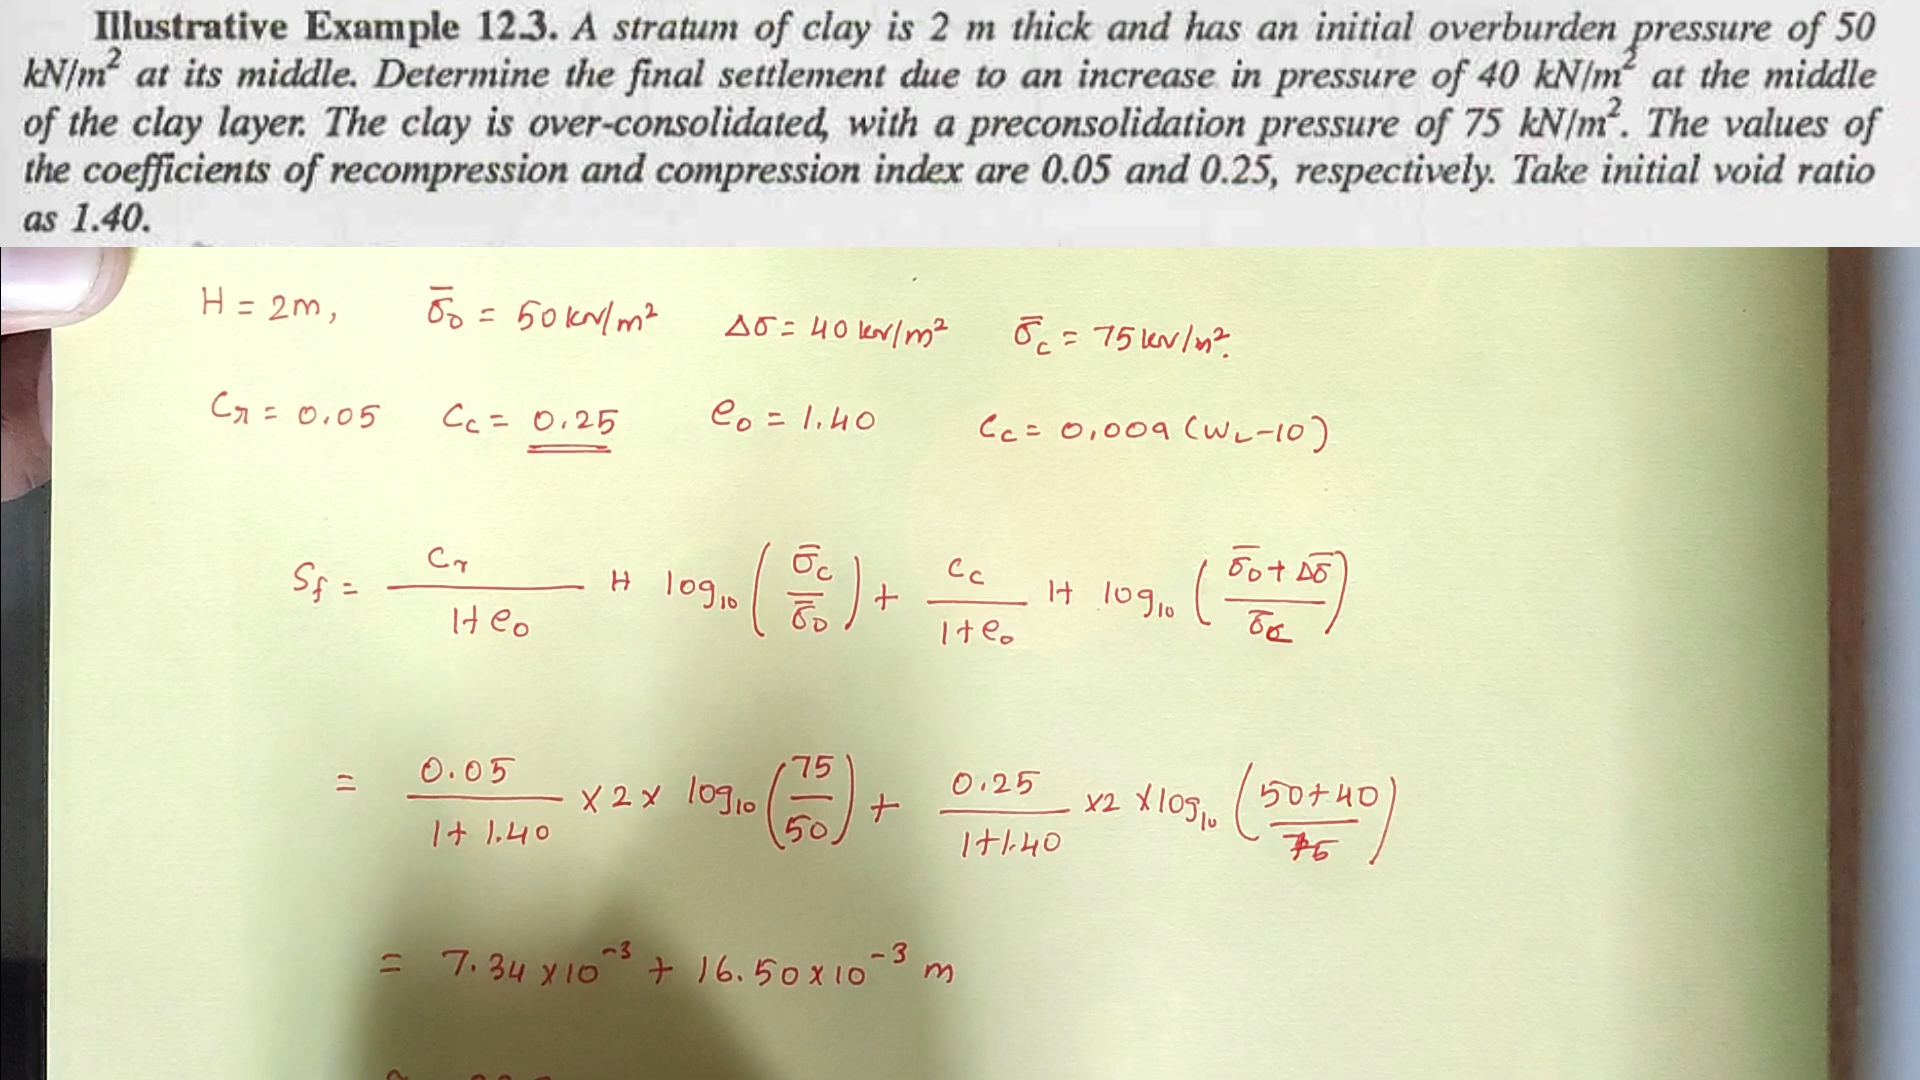 Illustrative Example 12.3. A stratum of clay is 2 m thick and has an initial overburden pressure of 50
kN/m² at its middle. Determine the final settlement due to an increase in pressure of 40 kN/m² at the middle
of the clay layer. The clay is over-consolidated, with a preconsolidation pressure of 75 kN/m². The values of
the coefficients of recompression and compression index are 0.05 and 0.25, respectively. Take initial void ratio
as 1.40.
H = 2m, σ̄₀ = 50 kN/m² Δσ = 40 kN/m² σ̄c = 75 kN/m².
Cr = 0.05 Cc = 0.25 e₀ = 1.40 Cc = 0.009 (WL-10)
Sf = Cr / 1+e₀ H log₁₀ (σ̄c / σ̄₀) + Cc / 1+e₀ H log₁₀ (σ̄₀ + Δσ̄ / σ̄c)
= 0.05 / 1+1.40 × 2 × log₁₀ (75 / 50) + 0.25 / 1+1.40 × 2 × log₁₀ (50+40 / 75)
= 7.34 × 10⁻³ + 16.50 × 10⁻³ m